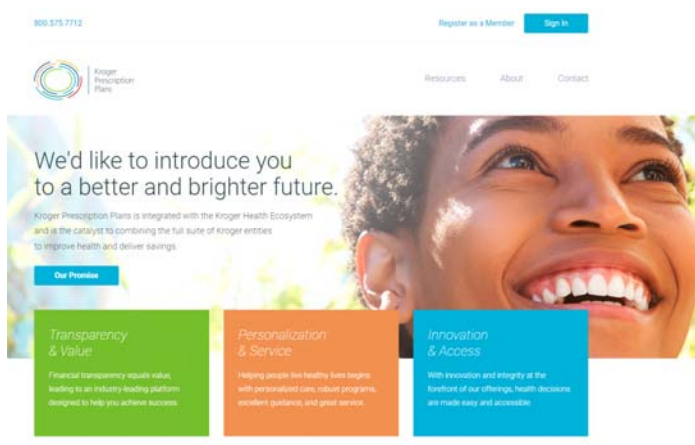 800.375.7712
Register as a Member
Sign In
Kroger
Prescription
Plans
Resources
About
Contact
We'd like to introduce you
to a better and brighter future.
Kroger Prescription Plans is integrated with the Kroger Health Ecosystem
and is the catalyst to combining the full suite of Kroger entities
to improve health and deliver savings.
Our Promise
Transparency
& Value
Financial transparency equals value,
leading to an industry-leading platform
designed to help you achieve success.
Personalization
& Service
Helping people live healthy lives begins
with personalized care, robust programs,
excellent guidance, and great service.
Innovation
& Access
With innovation and integrity at the
forefront of our offerings, health decisions
are made easy and accessible.